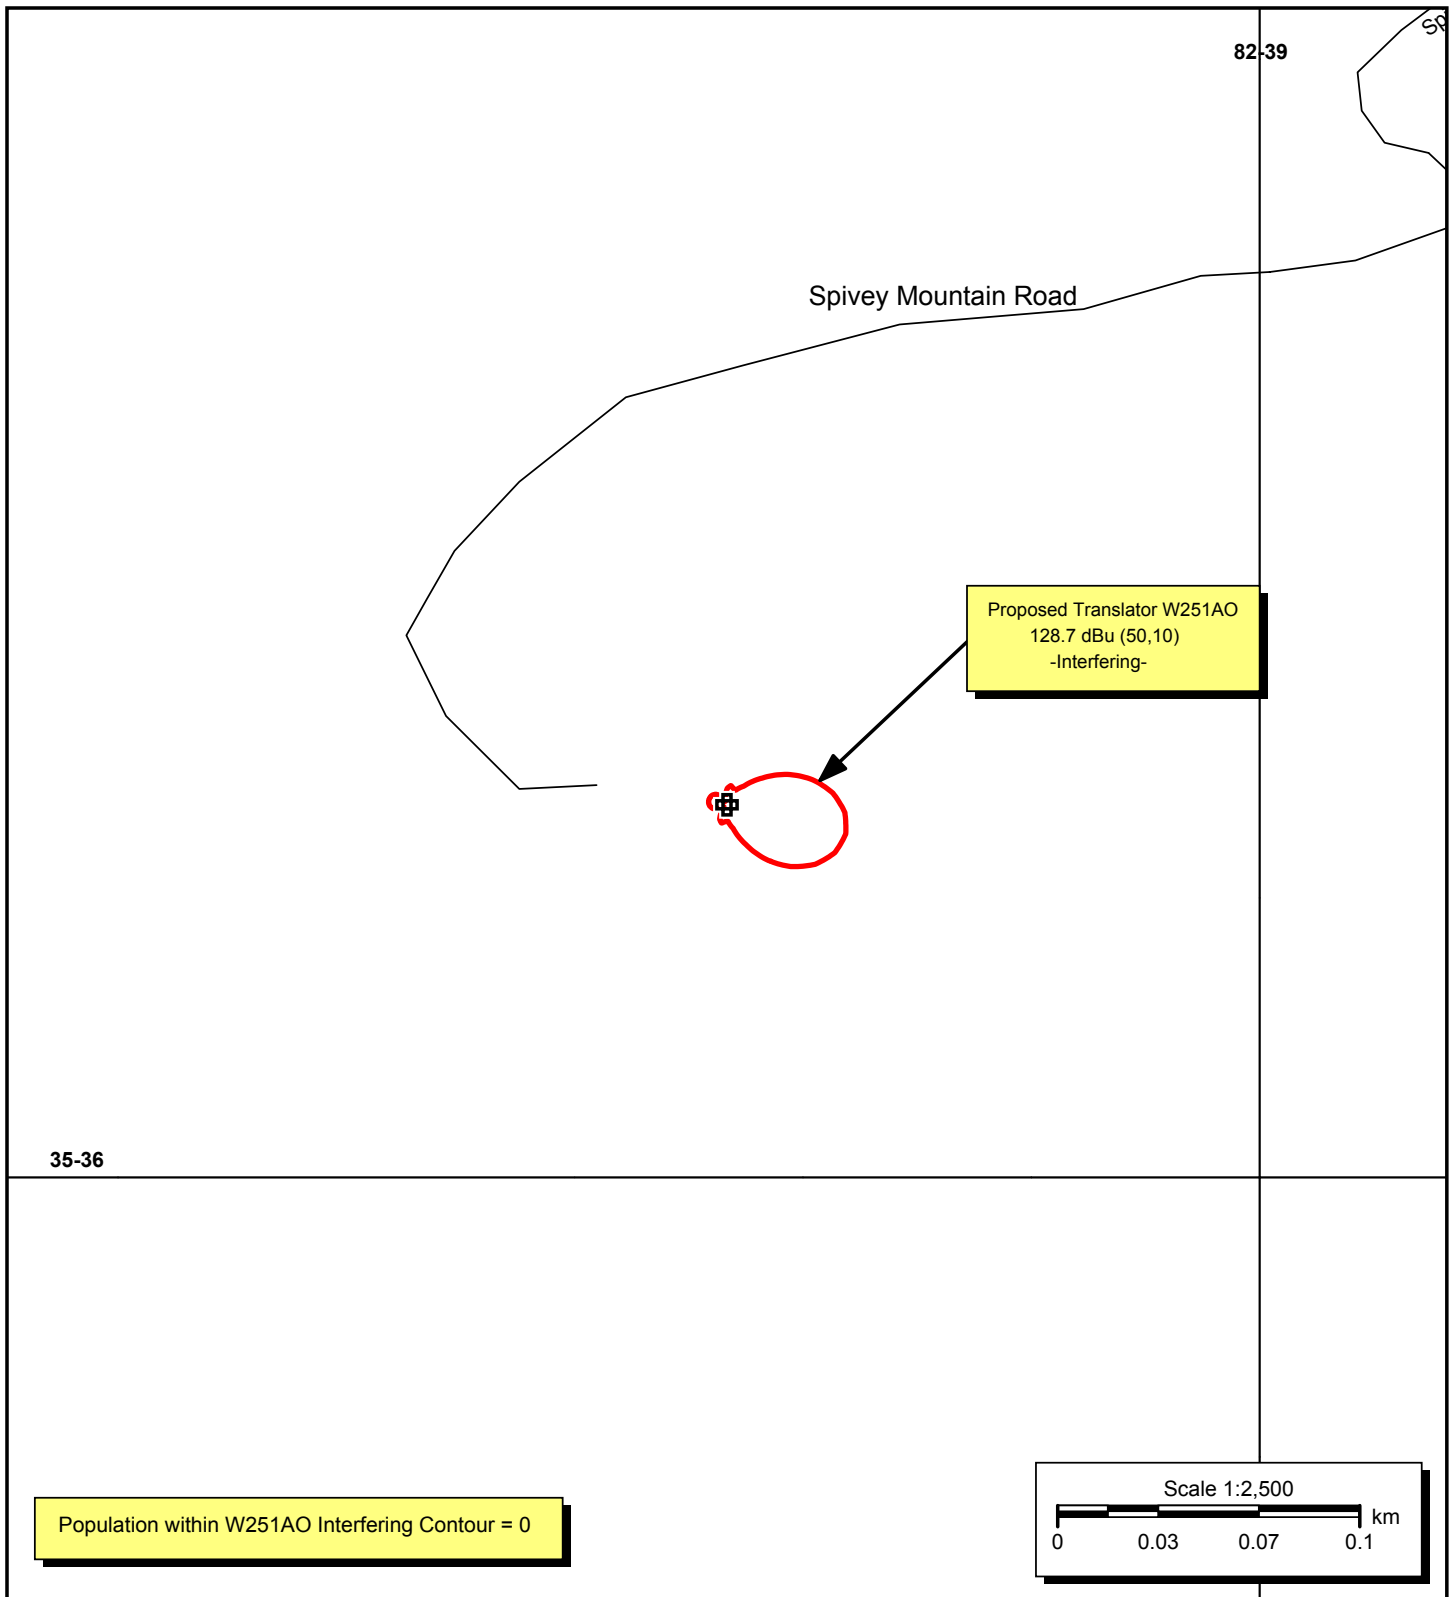 82-39
Spivey Mountain Road
Proposed Translator W251AO
128.7 dBu (50,10)
-Interfering-
35-36
Population within W251AO Interfering Contour = 0
Scale 1:2,500
km
0 0.03 0.07 0.1